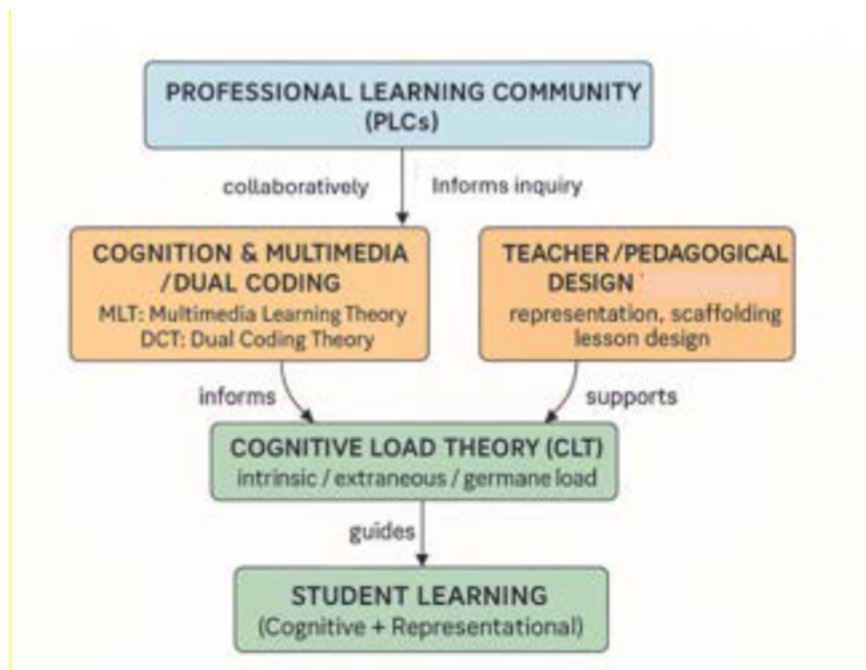 PROFESSIONAL LEARNING COMMUNITY
(PLCs)
collaboratively
Informs inquiry
COGNITION & MULTIMEDIA
/DUAL CODING
MLT: Multimedia Learning Theory
DCT: Dual Coding Theory
TEACHER/PEDAGOGICAL
DESIGN
representation, scaffolding
lesson design
informs
supports
COGNITIVE LOAD THEORY (CLT)
intrinsic / extraneous / germane load
guides
STUDENT LEARNING
(Cognitive + Representational)